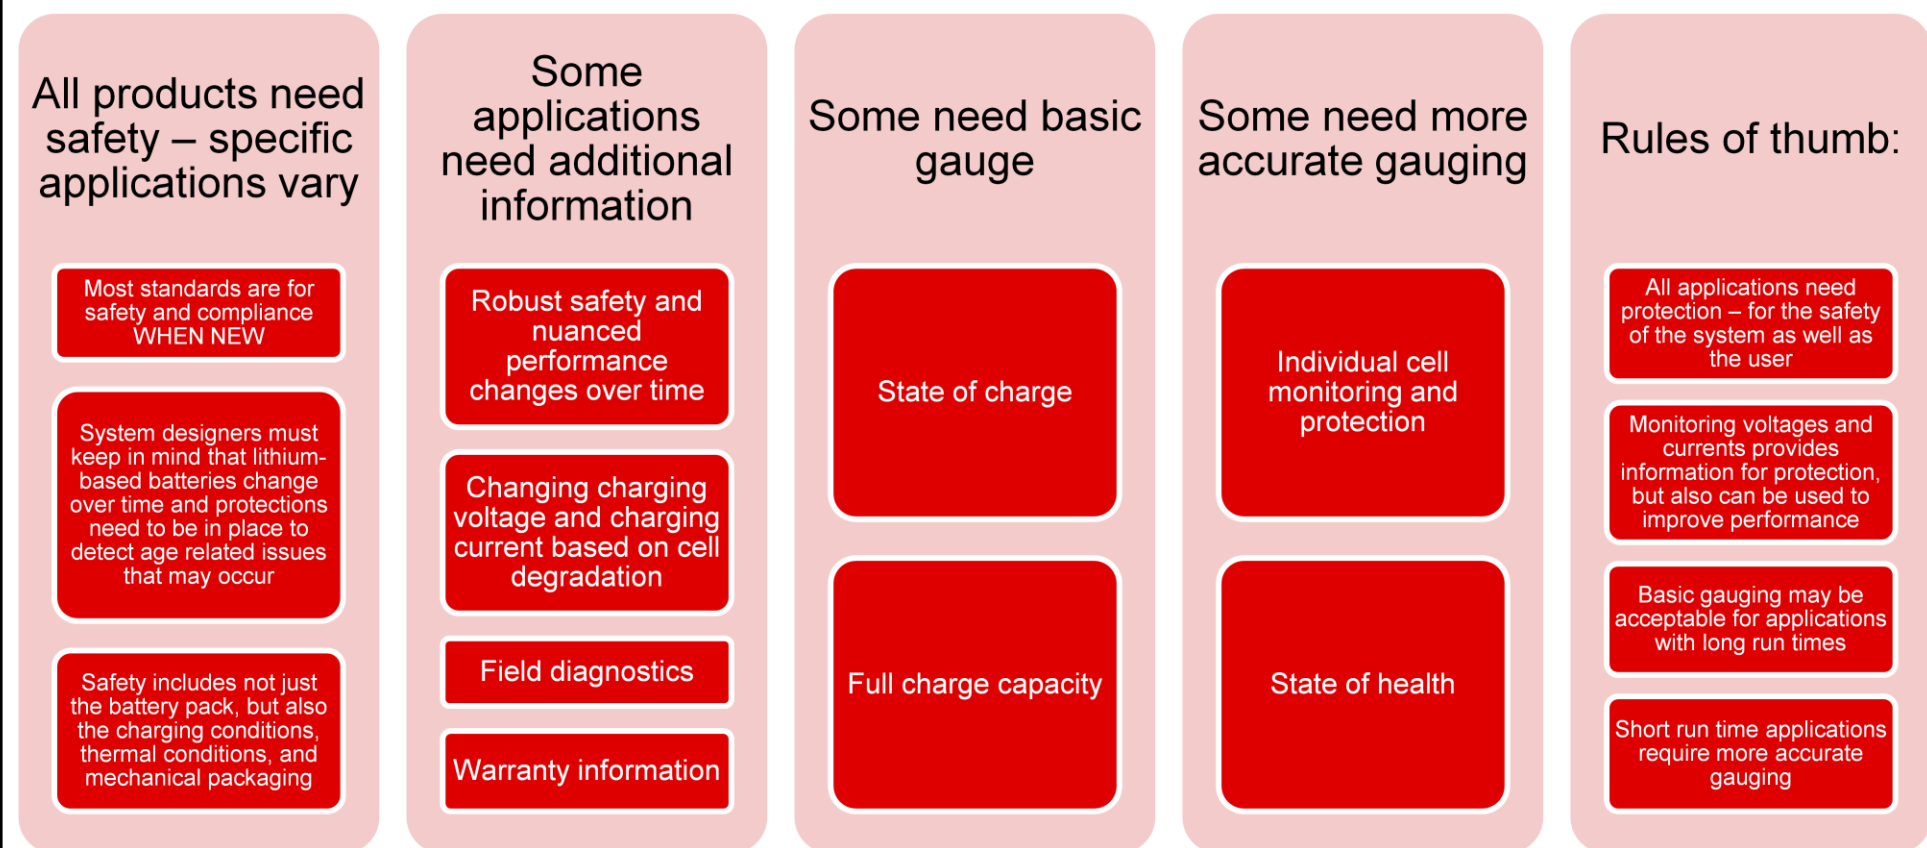 All products need
safety – specific
applications vary
Most standards are for
safety and compliance
WHEN NEW
System designers must
keep in mind that lithium-
based batteries change
over time and protections
need to be in place to
detect age related issues
that may occur
Safety includes not just
the battery pack, but also
the charging conditions,
thermal conditions, and
mechanical packaging
Some
applications
need additional
information
Robust safety and
nuanced
performance
changes over time
Changing charging
voltage and charging
current based on cell
degradation
Field diagnostics
Warranty information
Some need basic
gauge
State of charge
Full charge capacity
Some need more
accurate gauging
Individual cell
monitoring and
protection
State of health
Rules of thumb:
All applications need
protection – for the safety
of the system as well as
the user
Monitoring voltages and
currents provides
information for protection,
but also can be used to
improve performance
Basic gauging may be
acceptable for applications
with long run times
Short run time applications
require more accurate
gauging